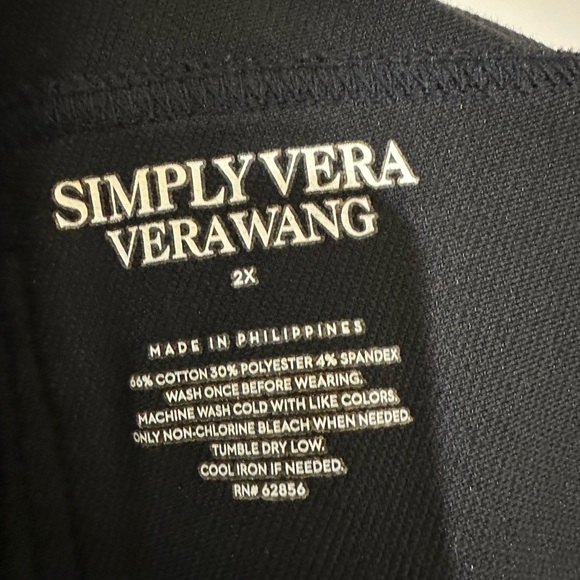 SIMPLY VERA
VERAWANG
2X
MADE IN PHILIPPINES
66% COTTON 30% POLYESTER 4% SPANDEX
WASH ONCE BEFORE WEARING.
MACHINE WASH COLD WITH LIKE COLORS.
ONLY NON-CHLORINE BLEACH WHEN NEEDED.
TUMBLE DRY LOW.
COOL IRON IF NEEDED.
RN# 62856